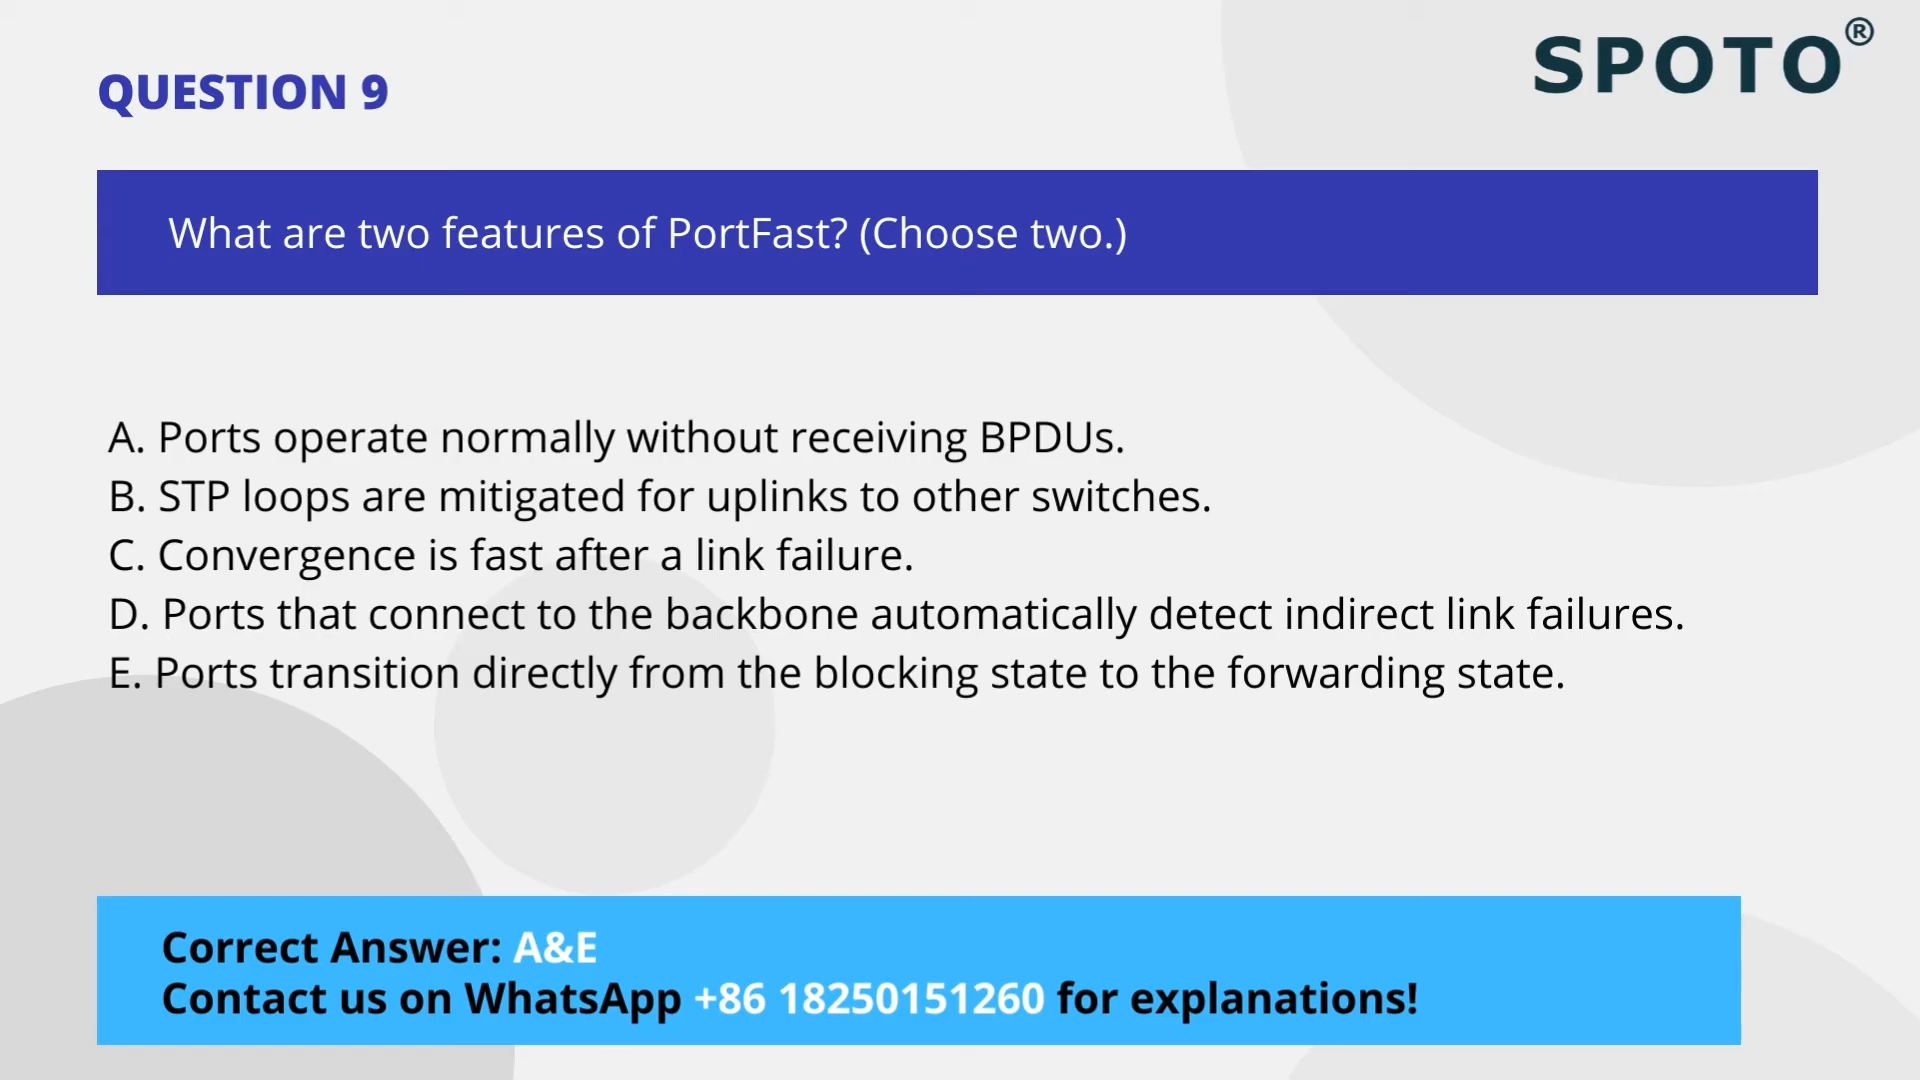 SPOTO®
QUESTION 9
What are two features of PortFast? (Choose two.)
A. Ports operate normally without receiving BPDUs.
B. STP loops are mitigated for uplinks to other switches.
C. Convergence is fast after a link failure.
D. Ports that connect to the backbone automatically detect indirect link failures.
E. Ports transition directly from the blocking state to the forwarding state.
Correct Answer: A&E
Contact us on WhatsApp +86 18250151260 for explanations!